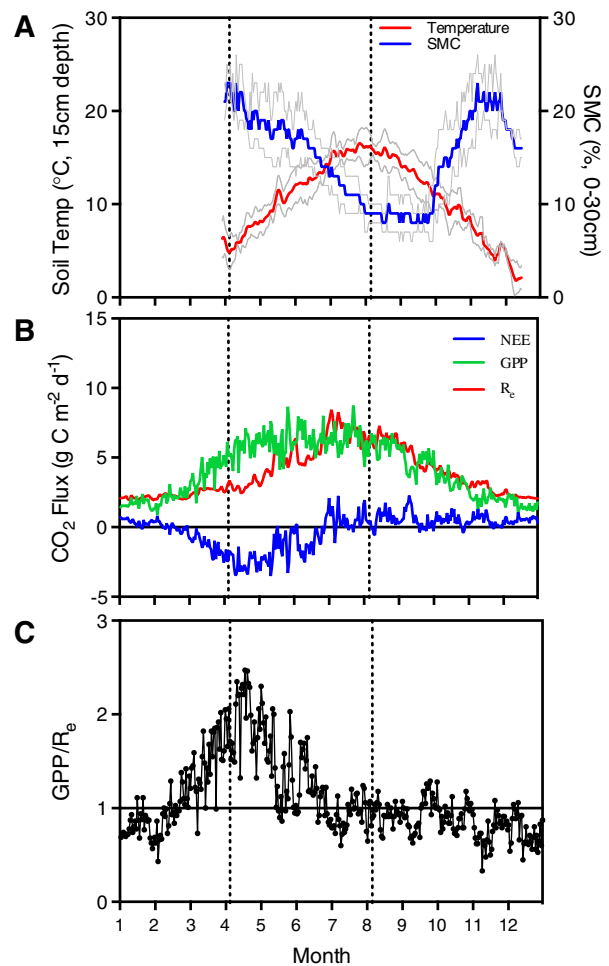 A
Temperature
SMC
Soil Temp (°C, 15cm depth)
30
20
10
0
SMC (%, 0-30cm)
30
20
10
0
B
NEE
GPP
Re
CO2 Flux (g C m-2 d-1)
15
10
5
0
-5
C
GPP/Re
3
2
1
0
1 2 3 4 5 6 7 8 9 10 11 12
Month